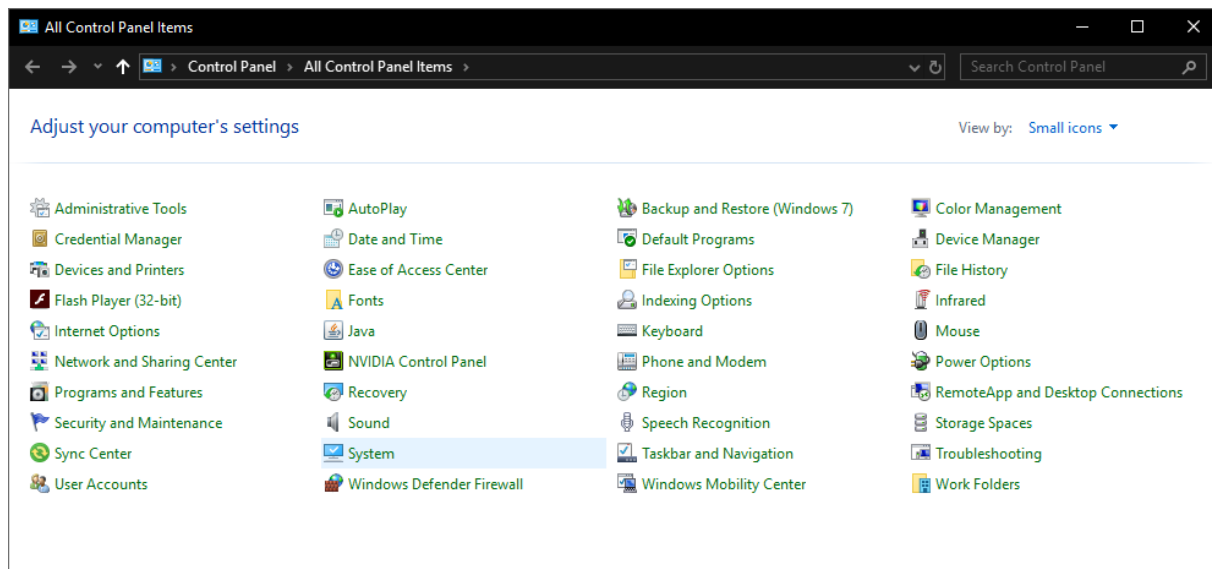 All Control Panel Items
Control Panel > All Control Panel Items >
Search Control Panel
Adjust your computer's settings
View by: Small icons
Administrative Tools
AutoPlay
Backup and Restore (Windows 7)
Color Management
Credential Manager
Date and Time
Default Programs
Device Manager
Devices and Printers
Ease of Access Center
File Explorer Options
File History
Flash Player (32-bit)
Fonts
Indexing Options
Infrared
Internet Options
Java
Keyboard
Mouse
Network and Sharing Center
NVIDIA Control Panel
Phone and Modem
Power Options
Programs and Features
Recovery
Region
RemoteApp and Desktop Connections
Security and Maintenance
Sound
Speech Recognition
Storage Spaces
Sync Center
System
Taskbar and Navigation
Troubleshooting
User Accounts
Windows Defender Firewall
Windows Mobility Center
Work Folders